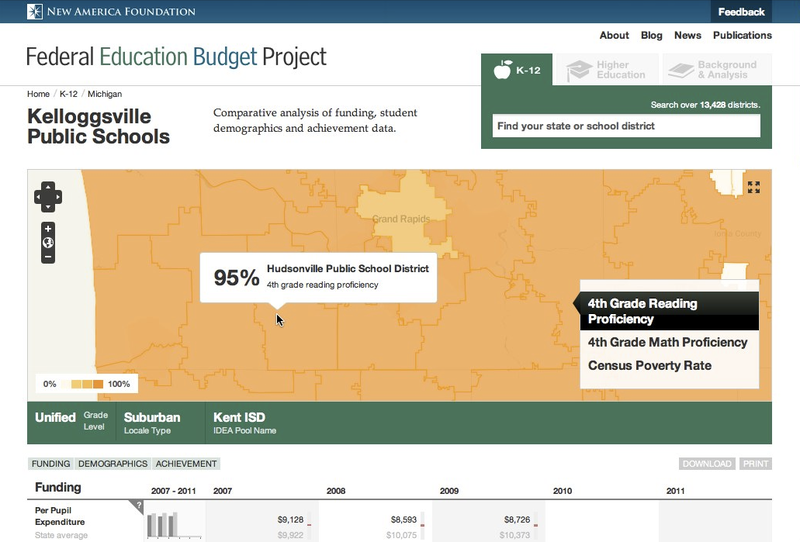 NEW AMERICA FOUNDATION
Feedback
About Blog News Publications
Federal Education Budget Project
K-12
Higher Education
Background & Analysis
Home / K-12 / Michigan
Search over 13,428 districts.
Find your state or school district
Kelloggsville
Public Schools
Comparative analysis of funding, student
demographics and achievement data.
Grand Rapids
95%
Hudsonville Public School District
4th grade reading proficiency
4th Grade Reading
Proficiency
4th Grade Math Proficiency
Census Poverty Rate
0% 100%
Unified Grade Level
Suburban
Locale Type
Kent ISD
IDEA Pool Name
FUNDING DEMOGRAPHICS ACHIEVEMENT
DOWNLOAD PRINT
Funding 2007 - 2011 2007 2008 2009 2010 2011
Per Pupil
Expenditure
?
$9,128 $8,593 $8,726
State average $9,922 $10,075 $10,373